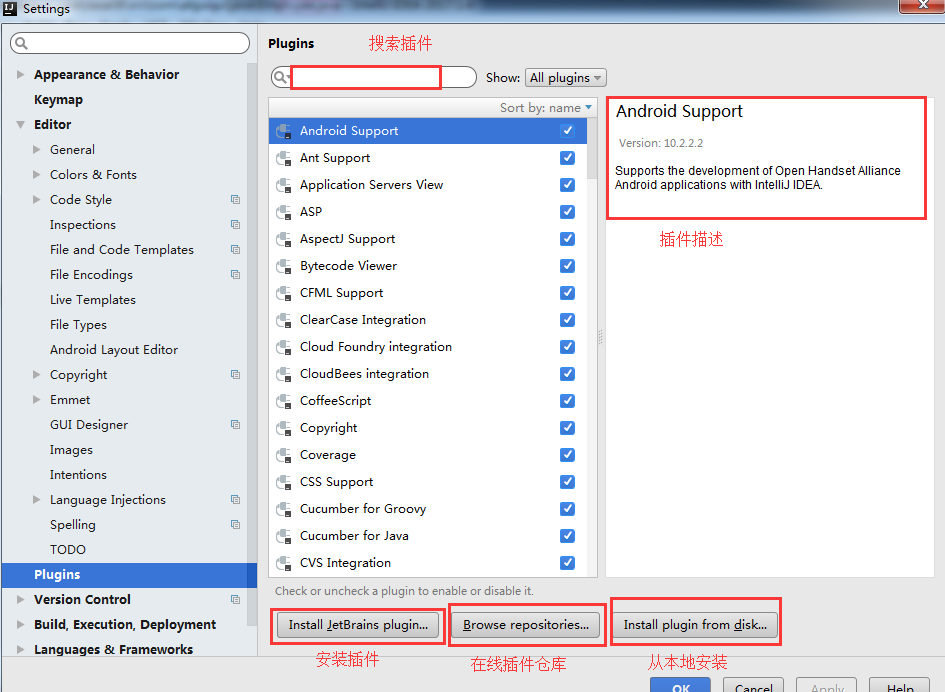 Settings
Plugins
搜索插件
Show: All plugins
Appearance & Behavior
Keymap
Editor
General
Colors & Fonts
Code Style
Inspections
File and Code Templates
File Encodings
Live Templates
File Types
Android Layout Editor
Copyright
Emmet
GUI Designer
Images
Intentions
Language Injections
Spelling
TODO
Plugins
Version Control
Build, Execution, Deployment
Languages & Frameworks
Sort by: name
Android Support
Ant Support
Application Servers View
ASP
AspectJ Support
Bytecode Viewer
CFML Support
ClearCase Integration
Cloud Foundry integration
CloudBees integration
CoffeeScript
Copyright
Coverage
CSS Support
Cucumber for Groovy
Cucumber for Java
CVS Integration
Check or uncheck a plugin to enable or disable it.
Android Support
Version: 10.2.2.2
Supports the development of Open Handset Alliance
Android applications with IntelliJ IDEA.
插件描述
Install JetBrains plugin...
Browse repositories...
Install plugin from disk...
安装插件
在线插件仓库
从本地安装
OK
Cancel
Apply
Help